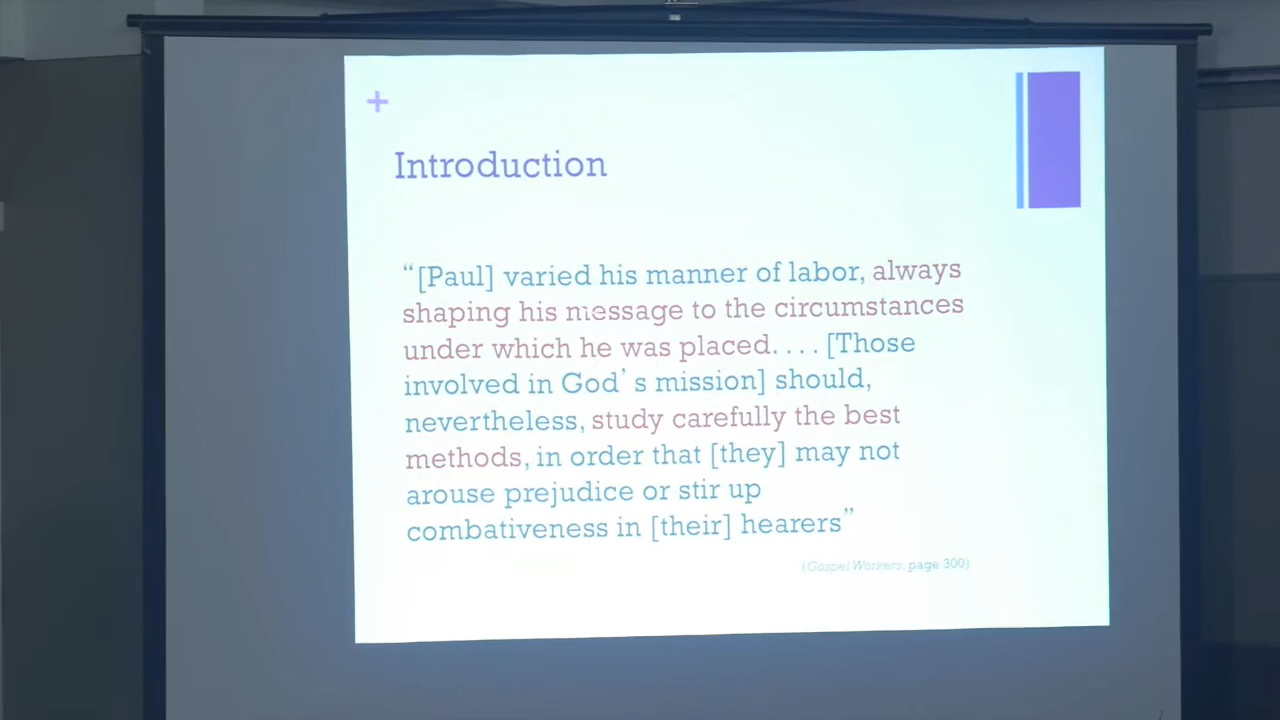 +
Introduction
“[Paul] varied his manner of labor, always
shaping his message to the circumstances
under which he was placed. . . . [Those
involved in God’s mission] should,
nevertheless, study carefully the best
methods, in order that [they] may not
arouse prejudice or stir up
combativeness in [their] hearers”
(Gospel Workers, page 300)